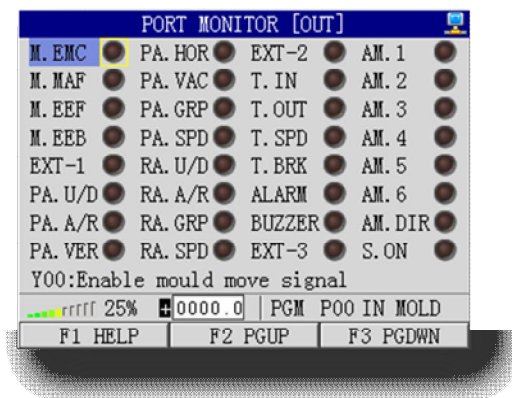 PORT MONITOR [OUT]
M.EMC PA.HOR EXT-2 AM.1
M.MAF PA.VAC T.IN AM.2
M.EEF PA.GRP T.OUT AM.3
M.EEB PA.SPD T.SPD AM.4
EXT-1 RA.U/D T.BRK AM.5
PA.U/D RA.A/R ALARM AM.6
PA.A/R RA.GRP BUZZER AM.DIR
PA.VER RA.SPD EXT-3 S.ON
Y00:Enable mould move signal
25% +0000.0 PGM P00 IN MOLD
F1 HELP F2 PGUP F3 PGDWN